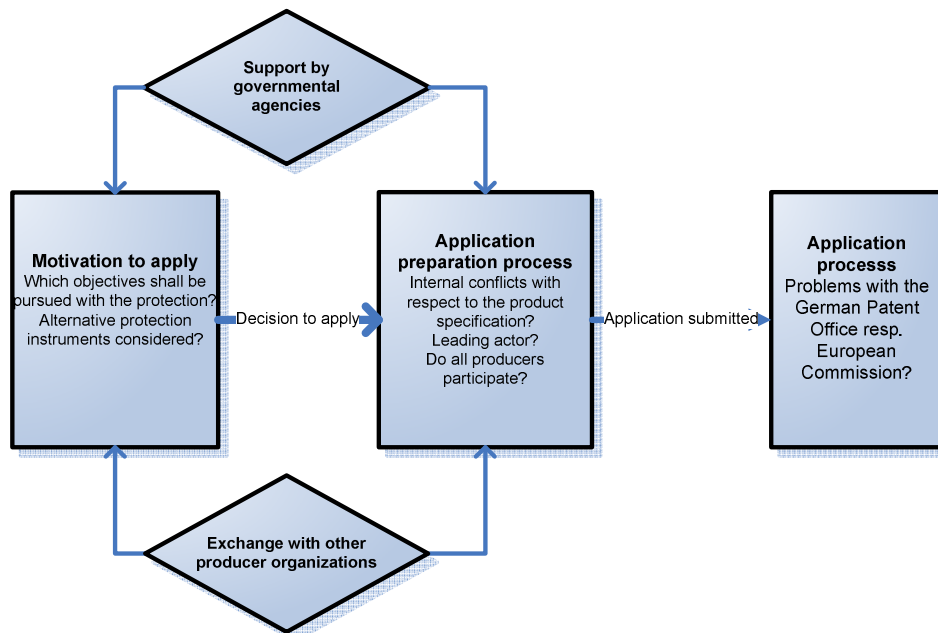 Support by
governmental
agencies
Motivation to apply
Which objectives shall be
pursued with the protection?
Alternative protection
instruments considered?
Decision to apply
Application
preparation process
Internal conflicts with
respect to the product
specification?
Leading actor?
Do all producers
participate?
Application submitted
Application
processs
Problems with the
German Patent
Office resp.
European
Commission?
Exchange with other
producer organizations